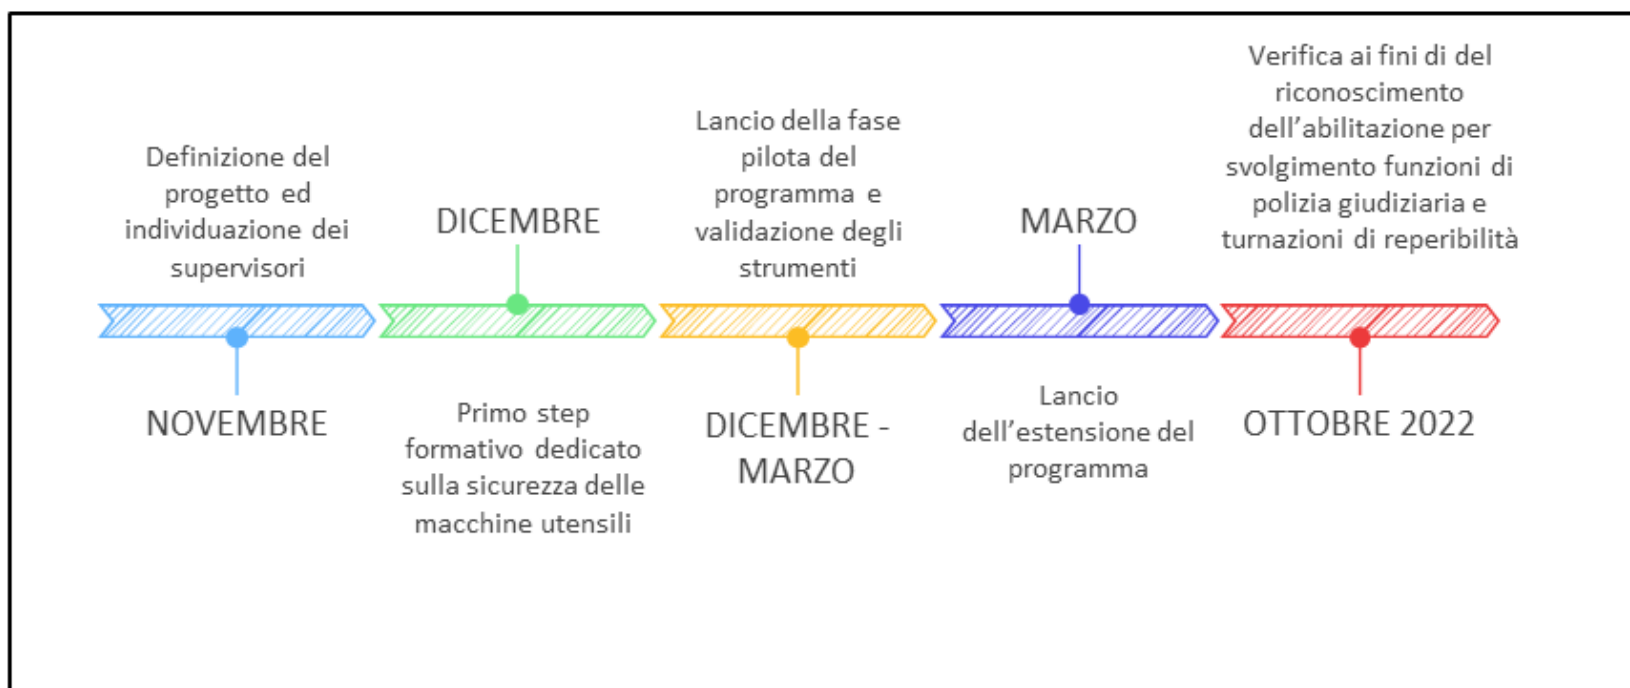 Definizione del
progetto ed
individuazione dei
supervisori
NOVEMBRE
DICEMBRE
Primo step
formativo dedicato
sulla sicurezza delle
macchine utensili
Lancio della fase
pilota del
programma e
validazione degli
strumenti
DICEMBRE -
MARZO
MARZO
Lancio
dell'estensione del
programma
Verifica ai fini di del
riconoscimento
dell'abilitazione per
svolgimento funzioni di
polizia giudiziaria e
turnazioni di reperibilità
OTTOBRE 2022